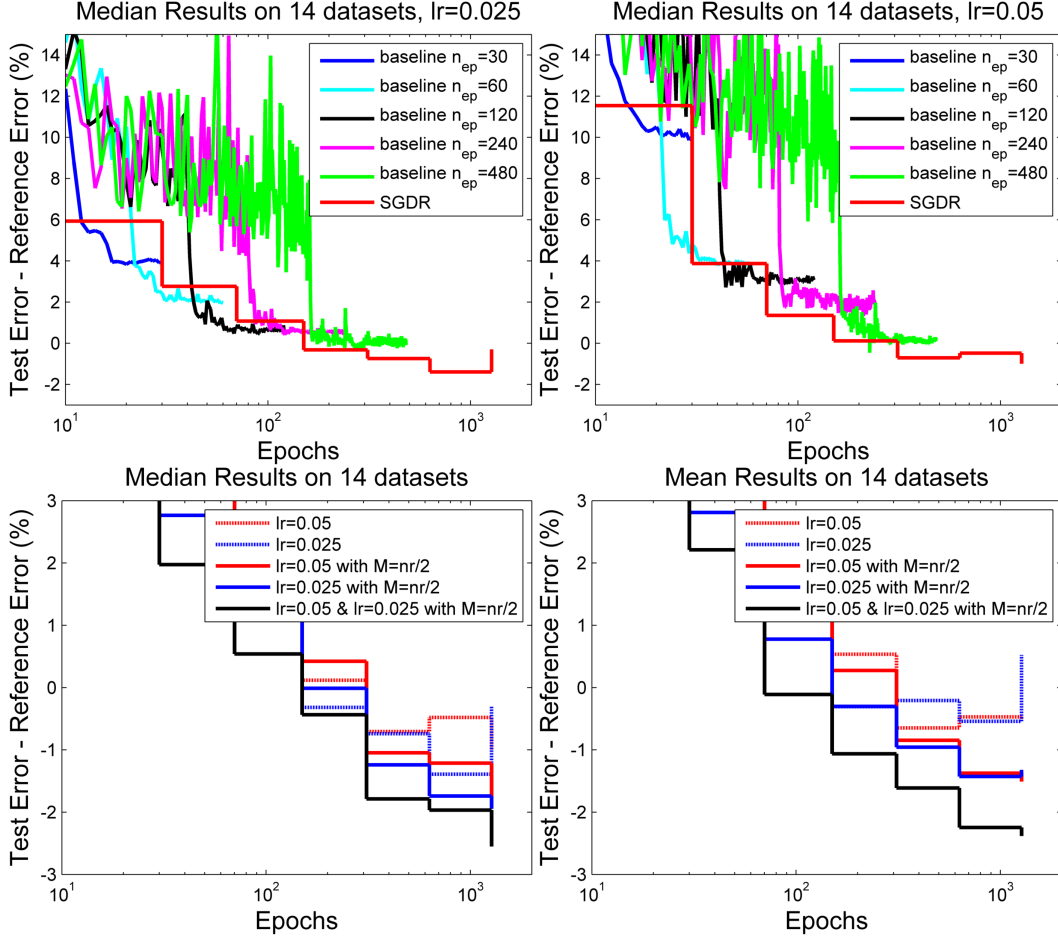 Median Results on 14 datasets, lr=0.025
Test Error - Reference Error (%)
14
12
10
8
6
4
2
0
-2
baseline n_ep=30
baseline n_ep=60
baseline n_ep=120
baseline n_ep=240
baseline n_ep=480
SGDR
10^1
10^2
10^3
Epochs
Median Results on 14 datasets, lr=0.05
Test Error - Reference Error (%)
14
12
10
8
6
4
2
0
-2
baseline n_ep=30
baseline n_ep=60
baseline n_ep=120
baseline n_ep=240
baseline n_ep=480
SGDR
10^1
10^2
10^3
Epochs
Median Results on 14 datasets
Test Error - Reference Error (%)
3
2
1
0
-1
-2
-3
lr=0.05
lr=0.025
lr=0.05 with M=nr/2
lr=0.025 with M=nr/2
lr=0.05 & lr=0.025 with M=nr/2
10^1
10^2
10^3
Epochs
Mean Results on 14 datasets
Test Error - Reference Error (%)
3
2
1
0
-1
-2
-3
lr=0.05
lr=0.025
lr=0.05 with M=nr/2
lr=0.025 with M=nr/2
lr=0.05 & lr=0.025 with M=nr/2
10^1
10^2
10^3
Epochs